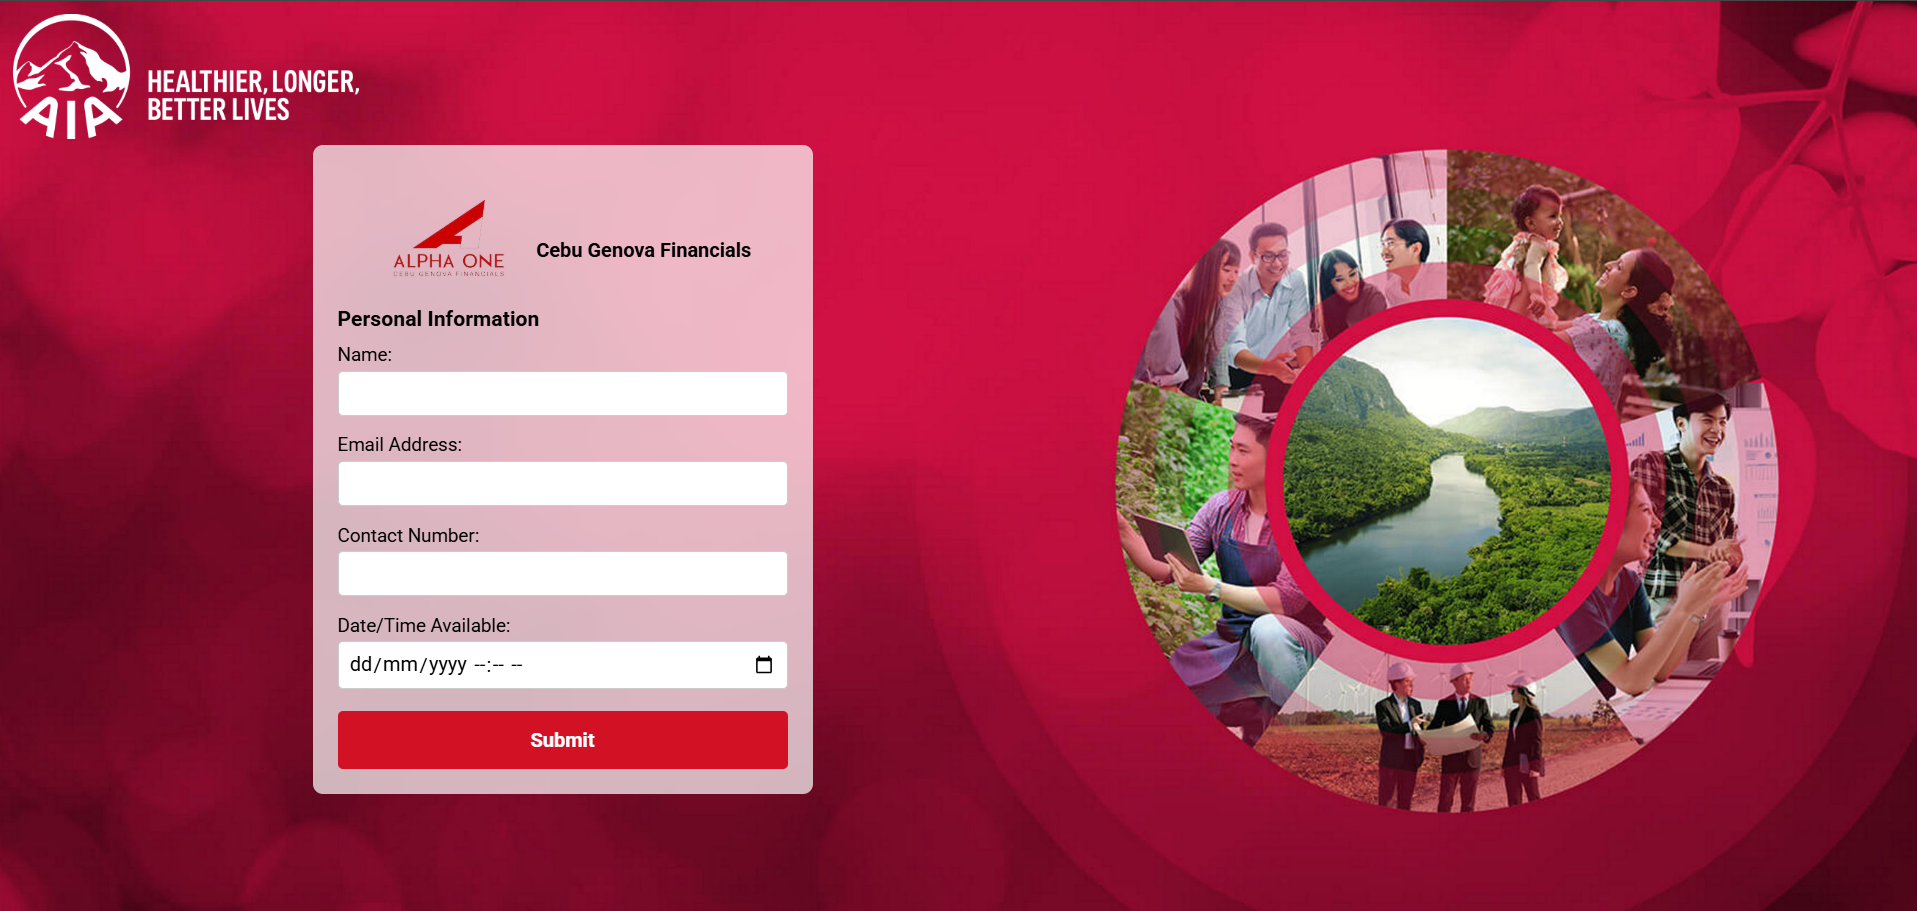 HEALTHIER, LONGER,
BETTER LIVES
AIA
ALPHA ONE
CEBU GENOVA FINANCIALS
Cebu Genova Financials
Personal Information
Name:
Email Address:
Contact Number:
Date/Time Available:
dd/mm/yyyy --:-- --
Submit